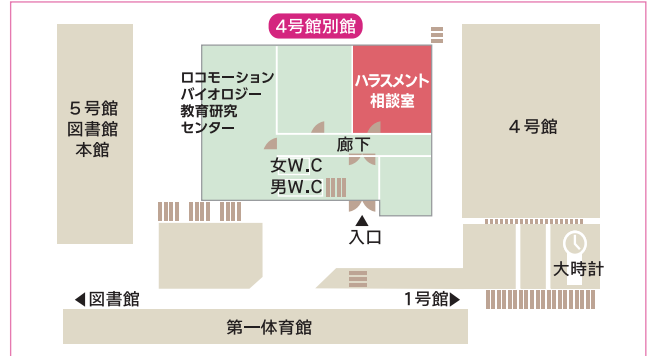 4号館別館
ロコモーション
バイオロジー
教育研究
センター
ハラスメント
相談室
5号館
図書館
本館
4号館
廊下
女W.C
男W.C
入口
大時計
◀図書館
1号館▶
第一体育館